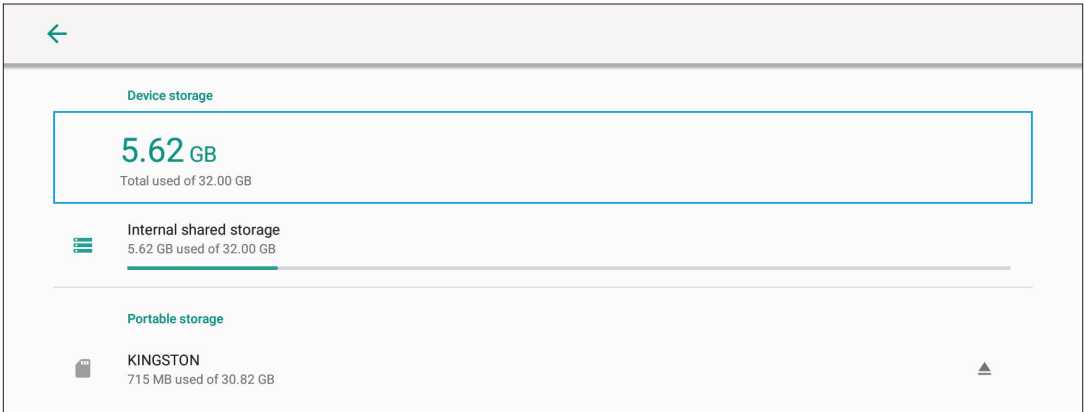 Device storage
5.62 GB
Total used of 32.00 GB
Internal shared storage
5.62 GB used of 32.00 GB
Portable storage
KINGSTON
715 MB used of 30.82 GB